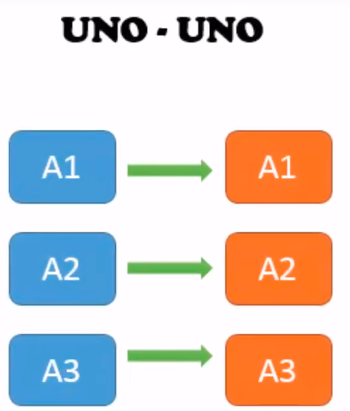 UNO - UNO
A1 A1
A2 A2
A3 A3